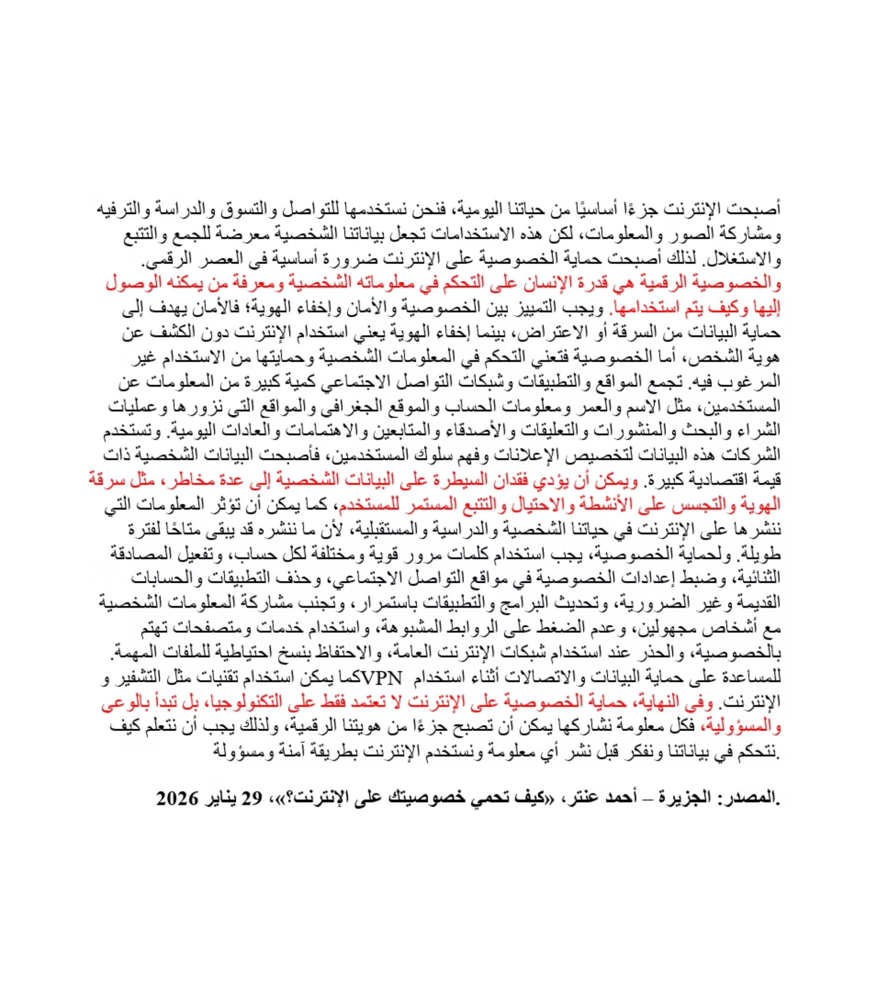 أصبحت الإنترنت جزءًا أساسيًا من حياتنا اليومية، فنحن نستخدمها للتواصل والتسوق والدراسة والترفيه
ومشاركة الصور والمعلومات، لكن هذه الاستخدامات تجعل بياناتنا الشخصية معرضة للجمع والتتبع
والاستغلال. لذلك أصبحت حماية الخصوصية على الإنترنت ضرورة أساسية في العصر الرقمي.
والخصوصية الرقمية هي قدرة الإنسان على التحكم في معلوماته الشخصية ومعرفة من يمكنه الوصول
إليها وكيف يتم استخدامها. ويجب التمييز بين الخصوصية والأمان وإخفاء الهوية؛ فالأمان يهدف إلى
حماية البيانات من السرقة أو الاعتراض، بينما إخفاء الهوية يعني استخدام الإنترنت دون الكشف عن
هوية الشخص، أما الخصوصية فتعني التحكم في المعلومات الشخصية وحمايتها من الاستخدام غير
المرغوب فيه. تجمع المواقع والتطبيقات وشبكات التواصل الاجتماعي كمية كبيرة من المعلومات عن
المستخدمين، مثل الاسم والعمر ومعلومات الحساب والموقع الجغرافي والمواقع التي نزورها وعمليات
الشراء والبحث والمنشورات والتعليقات والأصدقاء والمتابعين والاهتمامات والعادات اليومية. وتستخدم
الشركات هذه البيانات لتخصيص الإعلانات وفهم سلوك المستخدمين، فأصبحت البيانات الشخصية ذات
قيمة اقتصادية كبيرة. ويمكن أن يؤدي فقدان السيطرة على البيانات الشخصية إلى عدة مخاطر، مثل سرقة
الهوية والتجسس على الأنشطة والاحتيال والتتبع المستمر للمستخدم، كما يمكن أن تؤثر المعلومات التي
ننشرها على الإنترنت في حياتنا الشخصية والدراسية والمستقبلية، لأن ما ننشره قد يبقى متاحًا لفترة
طويلة. ولحماية الخصوصية، يجب استخدام كلمات مرور قوية ومختلفة لكل حساب، وتفعيل المصادقة
الثنائية، وضبط إعدادات الخصوصية في مواقع التواصل الاجتماعي، وحذف التطبيقات والحسابات
القديمة وغير الضرورية، وتحديث البرامج والتطبيقات باستمرار، وتجنب مشاركة المعلومات الشخصية
مع أشخاص مجهولين، وعدم الضغط على الروابط المشبوهة، واستخدام خدمات ومتصفحات تهتم
بالخصوصية، والحذر عند استخدام شبكات الإنترنت العامة، والاحتفاظ بنسخ احتياطية للملفات المهمة.
للمساعدة على حماية البيانات والاتصالات أثناء استخدام VPNكما يمكن استخدام تقنيات مثل التشفير و
الإنترنت. وفي النهاية، حماية الخصوصية على الإنترنت لا تعتمد فقط على التكنولوجيا، بل تبدأ بالوعي
والمسؤولية، فكل معلومة نشاركها يمكن أن تصبح جزءًا من هويتنا الرقمية، ولذلك يجب أن نتعلم كيف
.نتحكم في بياناتنا ونفكر قبل نشر أي معلومة ونستخدم الإنترنت بطريقة آمنة ومسؤولة
.المصدر: الجزيرة – أحمد عنتر، «كيف تحمي خصوصيتك على الإنترنت؟»، 29 يناير 2026